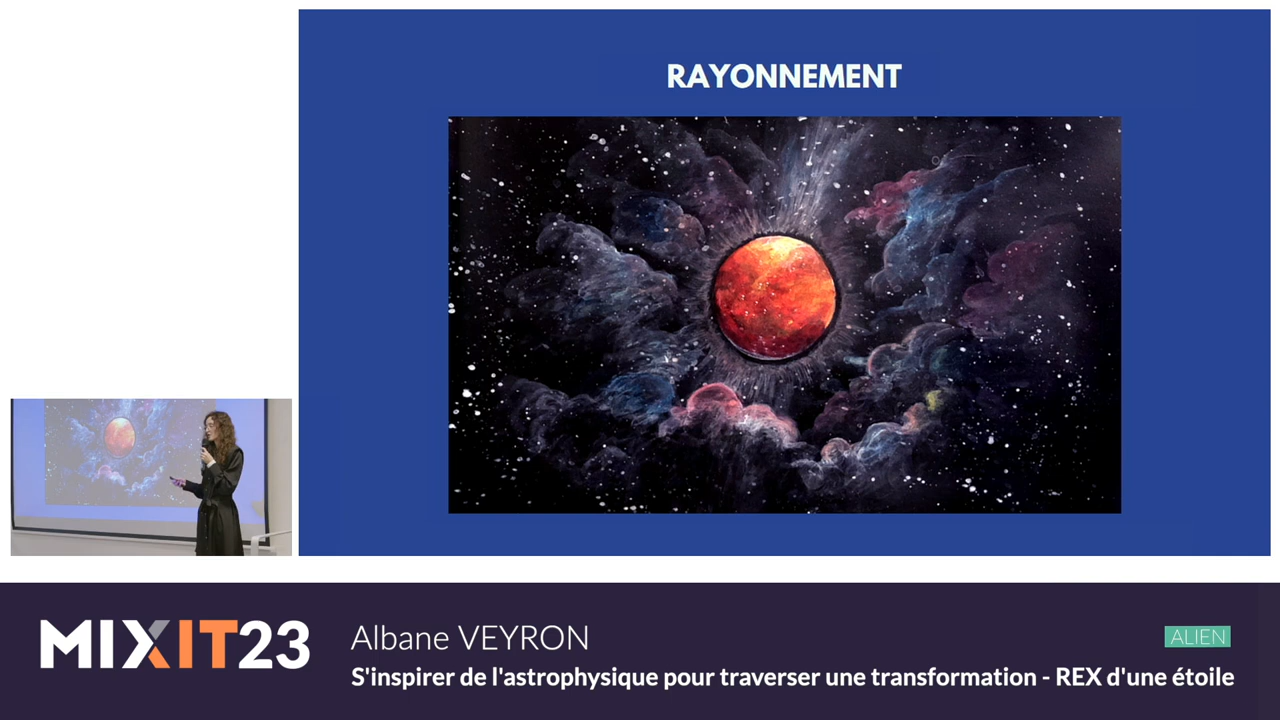 RAYONNEMENT
MIXIT23
Albane VEYRON
ALIEN
S'inspirer de l'astrophysique pour traverser une transformation - REX d'une étoile